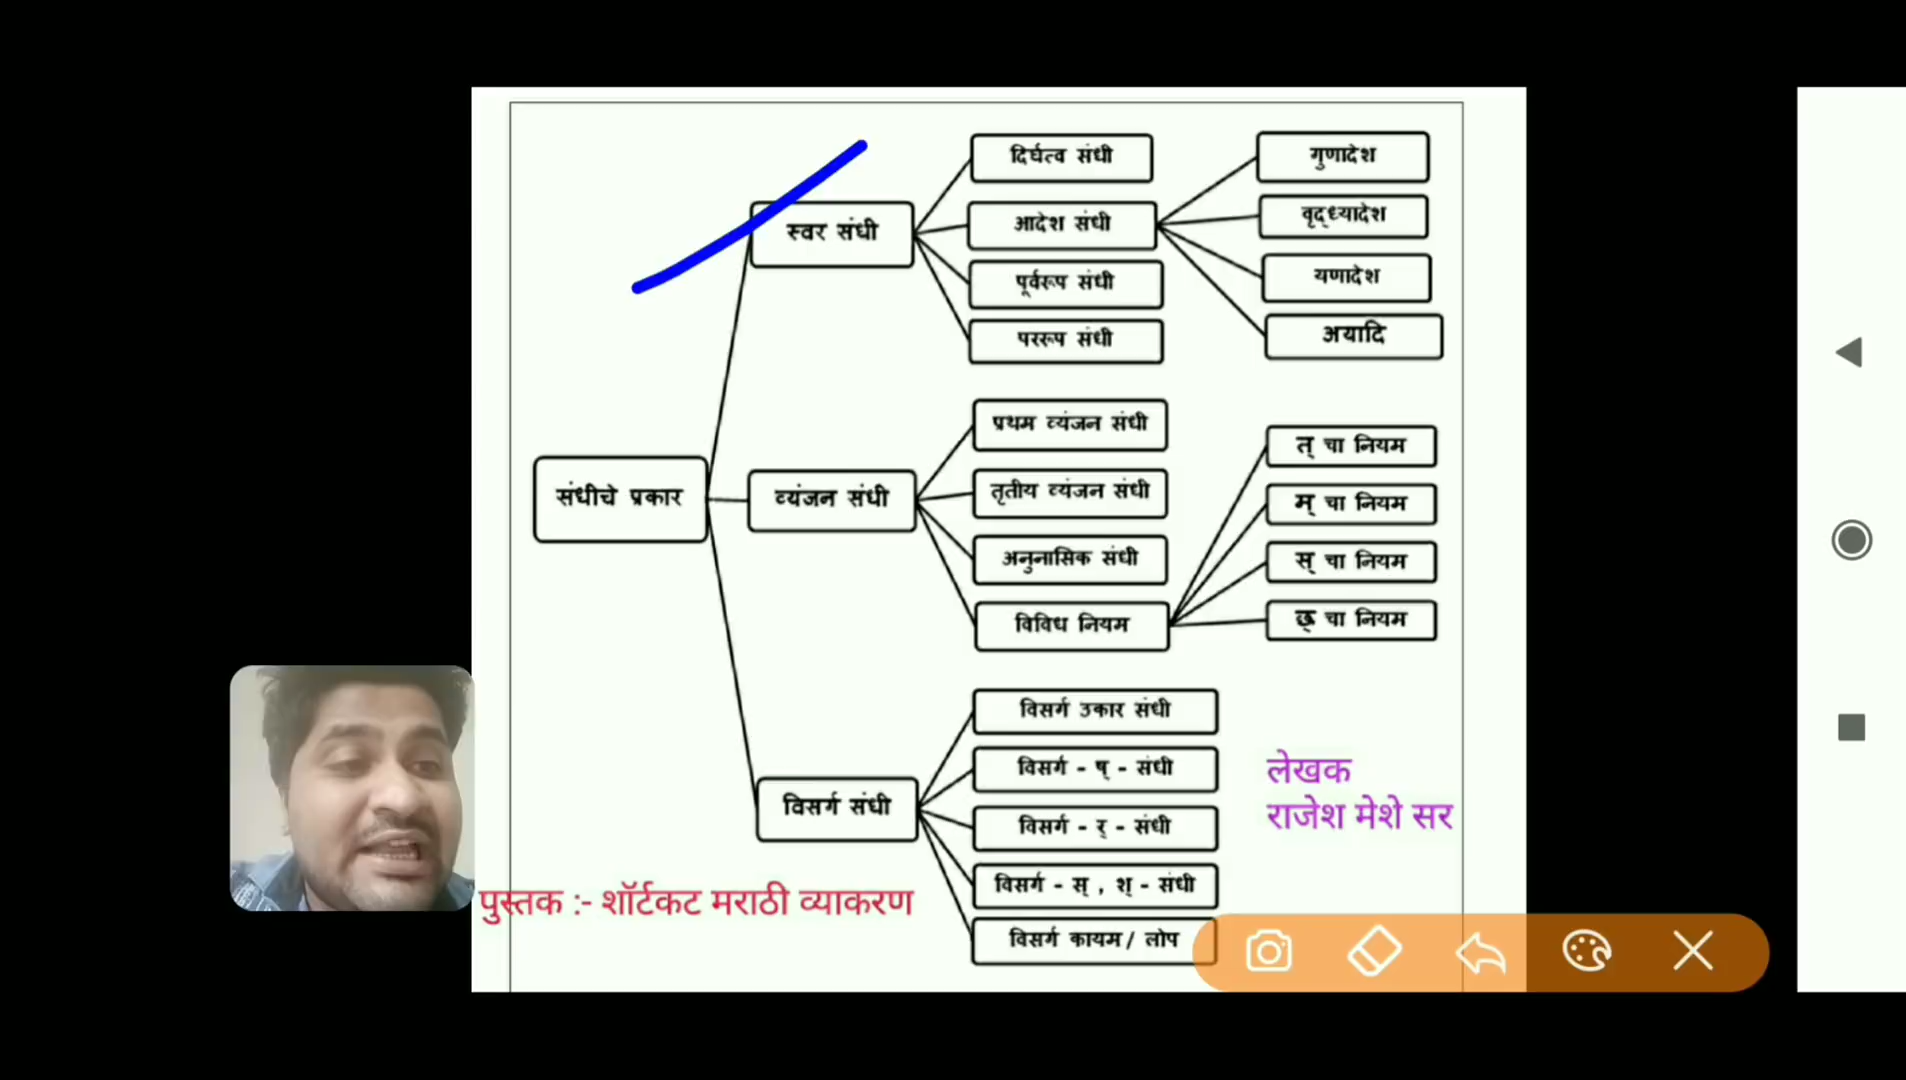 संधीचे प्रकार
स्वर संधी
दिर्घत्व संधी
आदेश संधी
पूर्वरूप संधी
पररूप संधी
गुणादेश
वृद्ध्यादेश
यणादेश
अयादि
व्यंजन संधी
प्रथम व्यंजन संधी
तृतीय व्यंजन संधी
अनुनासिक संधी
विविध नियम
त् चा नियम
म् चा नियम
स् चा नियम
छ् चा नियम
विसर्ग संधी
विसर्ग उकार संधी
विसर्ग - ष् - संधी
विसर्ग - र् - संधी
विसर्ग - स् , श् - संधी
विसर्ग कायम / लोप
लेखक
राजेश मेशे सर
पुस्तक :- शॉर्टकट मराठी व्याकरण